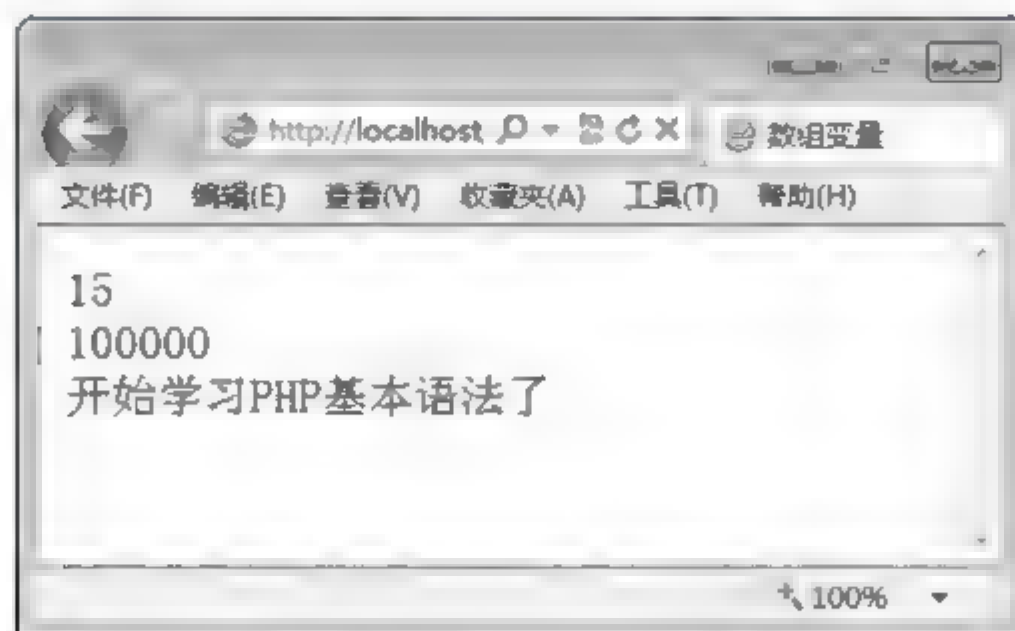 http://localhost 数组变量
文件(F) 编辑(E) 查看(V) 收藏夹(A) 工具(T) 帮助(H)
15
100000
开始学习PHP基本语法了
100%